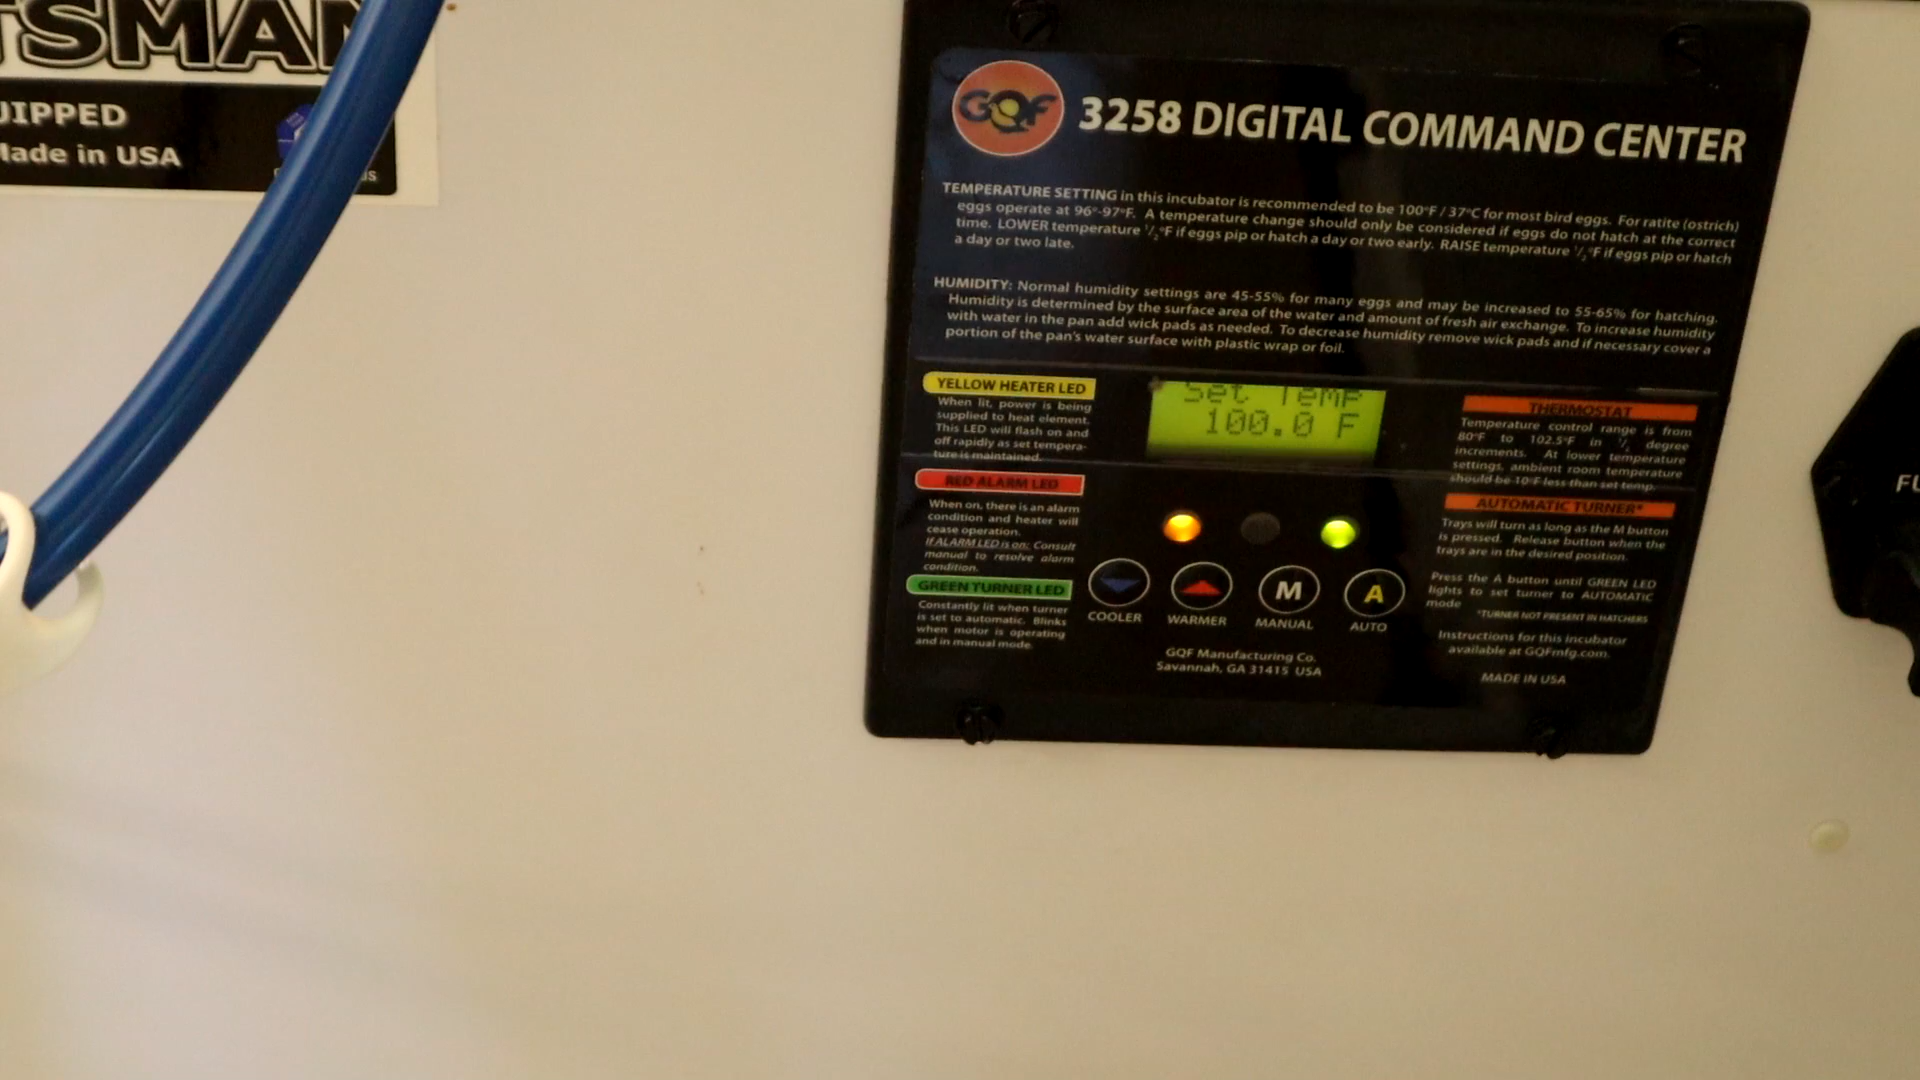 TSMAN
UIPPED
Made in USA
GQF
3258 DIGITAL COMMAND CENTER
TEMPERATURE SETTING in this incubator is recommended to be 100°F / 37°C for most bird eggs. For ratite (ostrich)
eggs operate at 96°-97°F. A temperature change should only be considered if eggs do not hatch at the correct
time. LOWER temperature ½°F if eggs pip or hatch a day or two early. RAISE temperature ½°F if eggs pip or hatch
a day or two late.
HUMIDITY: Normal humidity settings are 45-55% for many eggs and may be increased to 55-65% for hatching.
Humidity is determined by the surface area of the water and amount of fresh air exchange. To increase humidity
with water in the pan add wick pads as needed. To decrease humidity remove wick pads and if necessary cover a
portion of the pan's water surface with plastic wrap or foil.
YELLOW HEATER LED
When lit, power is being
supplied to heat element.
This LED will flash on and
off rapidly as set tempera-
ture is maintained.
RED ALARM LED
When on, there is an alarm
condition and heater will
cease operation.
If ALARM LED is on: Consult
manual to resolve alarm
condition.
GREEN TURNER LED
Constantly lit when turner
is set to automatic. Blinks
when motor is operating
and in manual mode.
Set Temp
100.0 F
M
A
COOLER
WARMER
MANUAL
AUTO
GQF Manufacturing Co.
Savannah, GA 31415 USA
THERMOSTAT
Temperature control range is from
80°F to 102.5°F in ½ degree
increments. At lower temperature
settings, ambient room temperature
should be 10°F less than set temp.
AUTOMATIC TURNER*
Trays will turn as long as the M button
is pressed. Release button when the
trays are in the desired position.
Press the A button until GREEN LED
lights to set turner to AUTOMATIC
mode
*TURNER NOT PRESENT IN HATCHERS
Instructions for this incubator
available at GQFmfg.com.
MADE IN USA
FU